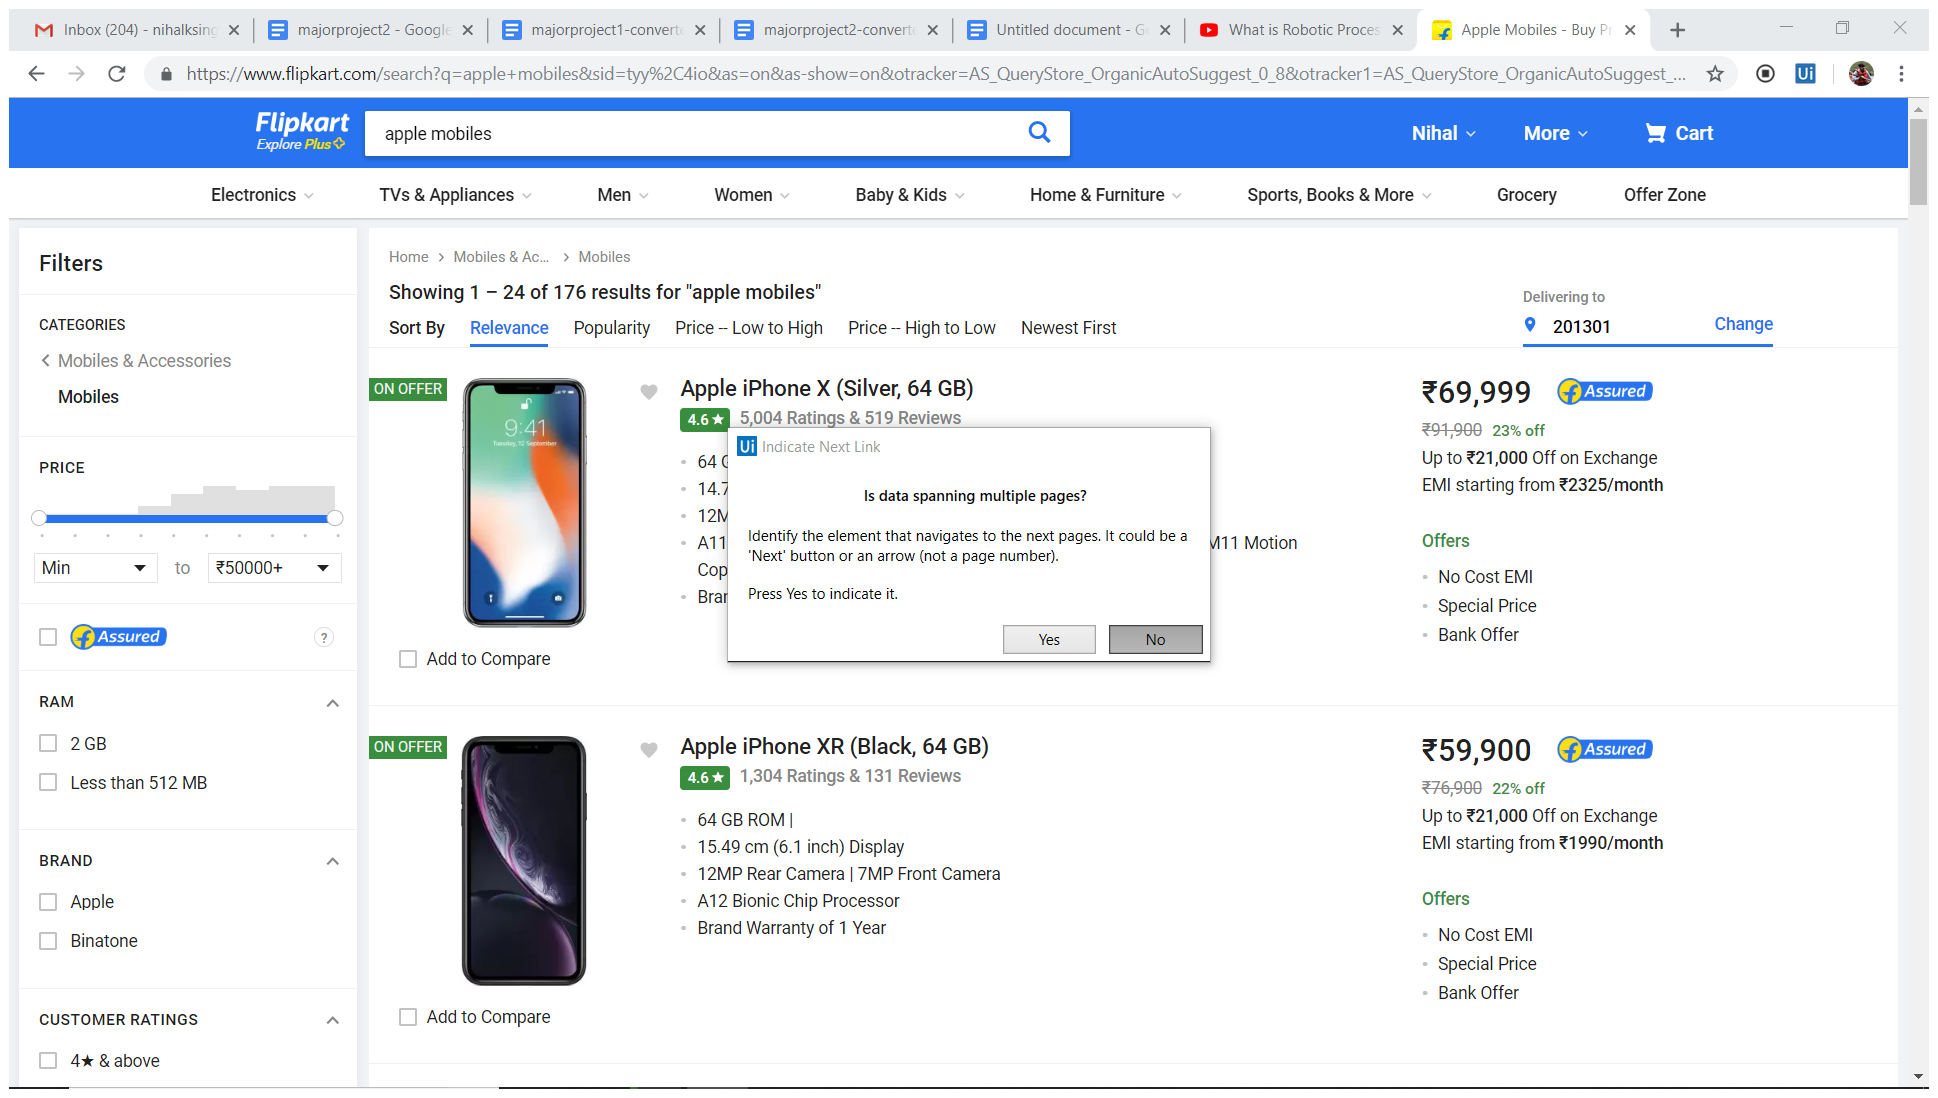 Inbox (204) - nihalksing
majorproject2 - Google
majorproject1-converte
majorproject2-converte
Untitled document - G
What is Robotic Proces
Apple Mobiles - Buy Pr
https://www.flipkart.com/search?q=apple+mobiles&sid=tyy%2C4io&as=on&as-show=on&otracker=AS_QueryStore_OrganicAutoSuggest_0_8&otracker1=AS_QueryStore_OrganicAutoSuggest_...
Ui
Flipkart
Explore Plus
apple mobiles
Nihal
More
Cart
Electronics
TVs & Appliances
Men
Women
Baby & Kids
Home & Furniture
Sports, Books & More
Grocery
Offer Zone
Filters
CATEGORIES
Mobiles & Accessories
Mobiles
PRICE
Min
to
₹50000+
Assured
?
RAM
2 GB
Less than 512 MB
BRAND
Apple
Binatone
CUSTOMER RATINGS
4★ & above
Home > Mobiles & Ac... > Mobiles
Showing 1 – 24 of 176 results for "apple mobiles"
Sort By
Relevance
Popularity
Price -- Low to High
Price -- High to Low
Newest First
Delivering to
201301
Change
ON OFFER
9:41
Tuesday, 12 September
Add to Compare
Apple iPhone X (Silver, 64 GB)
4.6★
5,004 Ratings & 519 Reviews
64 G
14.7
12M
A11
M11 Motion
Cop
Brar
Ui Indicate Next Link
Is data spanning multiple pages?
Identify the element that navigates to the next pages. It could be a
'Next' button or an arrow (not a page number).
Press Yes to indicate it.
Yes
No
₹69,999
Assured
₹91,900 23% off
Up to ₹21,000 Off on Exchange
EMI starting from ₹2325/month
Offers
No Cost EMI
Special Price
Bank Offer
ON OFFER
Add to Compare
Apple iPhone XR (Black, 64 GB)
4.6★
1,304 Ratings & 131 Reviews
64 GB ROM |
15.49 cm (6.1 inch) Display
12MP Rear Camera | 7MP Front Camera
A12 Bionic Chip Processor
Brand Warranty of 1 Year
₹59,900
Assured
₹76,900 22% off
Up to ₹21,000 Off on Exchange
EMI starting from ₹1990/month
Offers
No Cost EMI
Special Price
Bank Offer